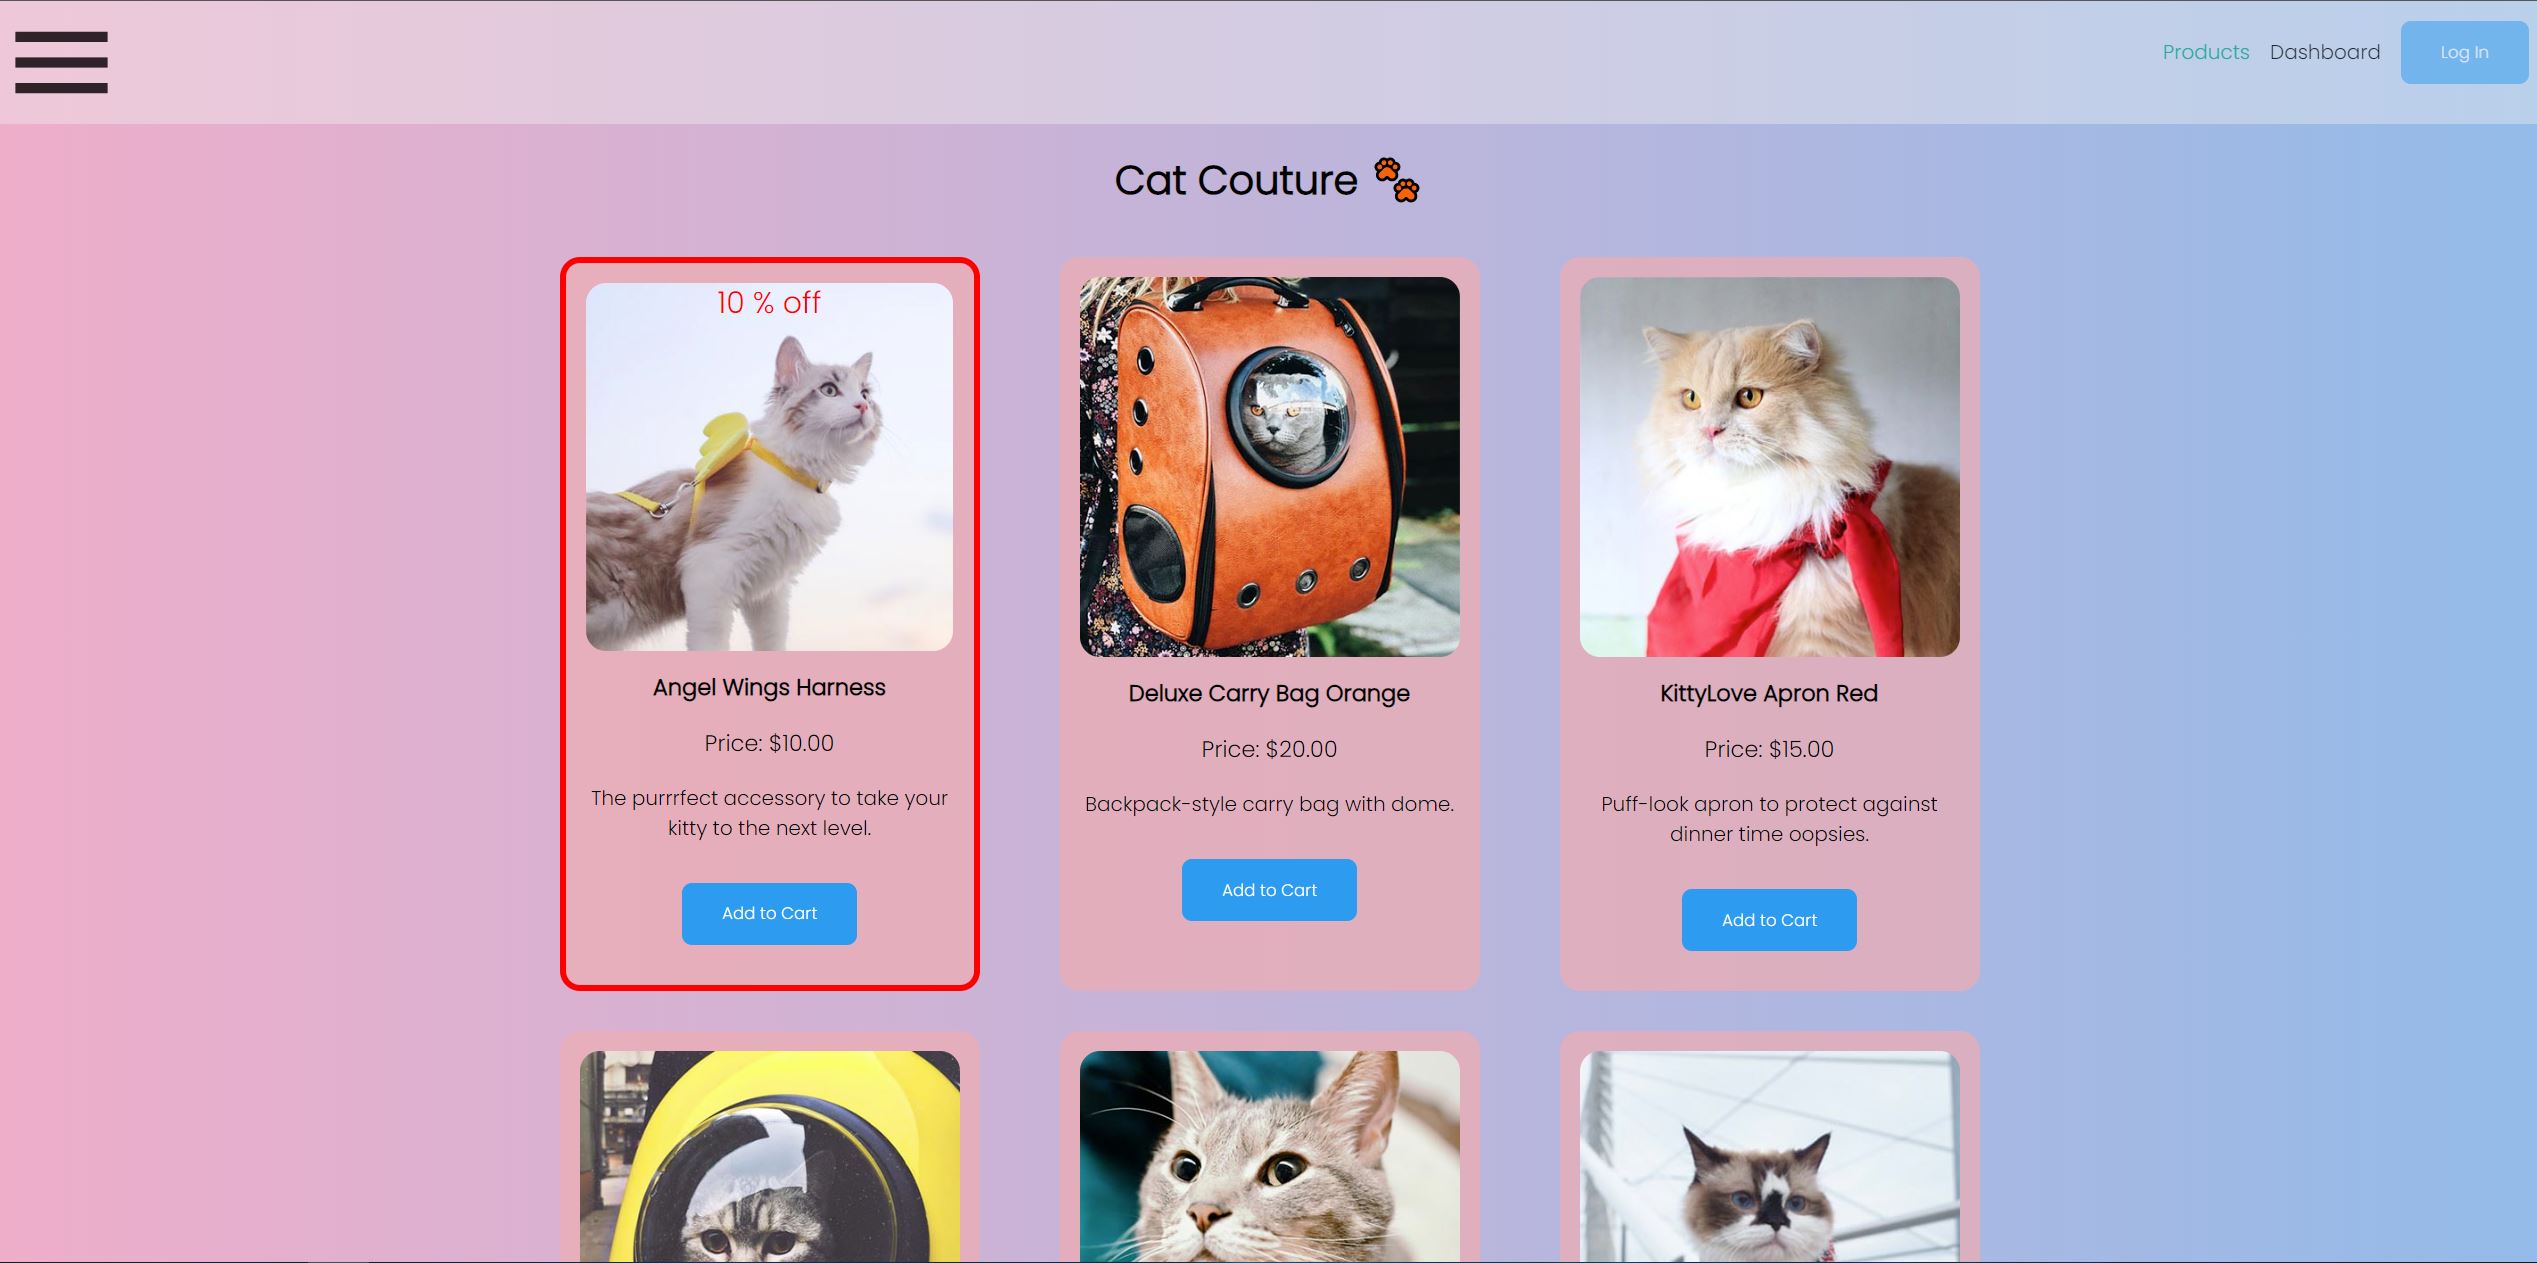 Products Dashboard Log In
Cat Couture
10 % off
Angel Wings Harness
Price: $10.00
The purrrfect accessory to take your
kitty to the next level.
Add to Cart
Deluxe Carry Bag Orange
Price: $20.00
Backpack-style carry bag with dome.
Add to Cart
KittyLove Apron Red
Price: $15.00
Puff-look apron to protect against
dinner time oopsies.
Add to Cart